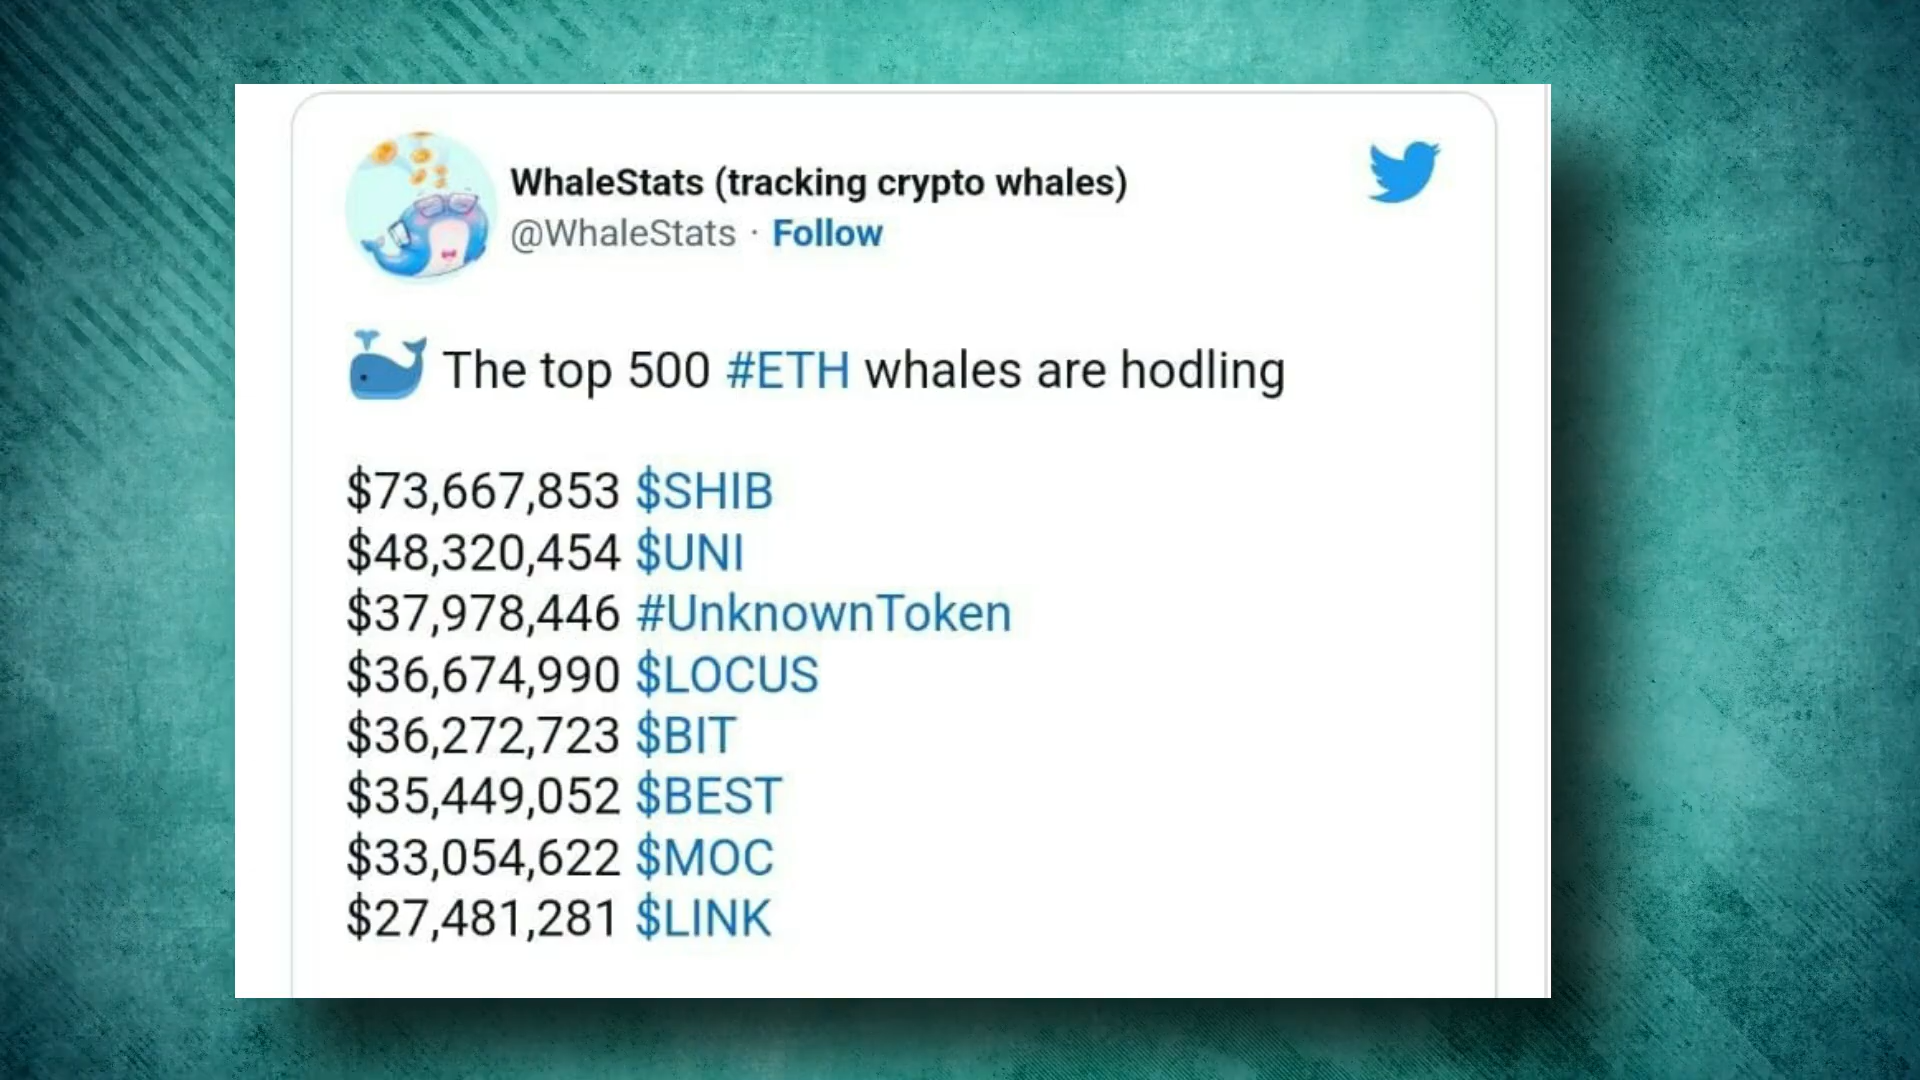 WhaleStats (tracking crypto whales)
@WhaleStats · Follow
The top 500 #ETH whales are hodling
$73,667,853 $SHIB
$48,320,454 $UNI
$37,978,446 #UnknownToken
$36,674,990 $LOCUS
$36,272,723 $BIT
$35,449,052 $BEST
$33,054,622 $MOC
$27,481,281 $LINK